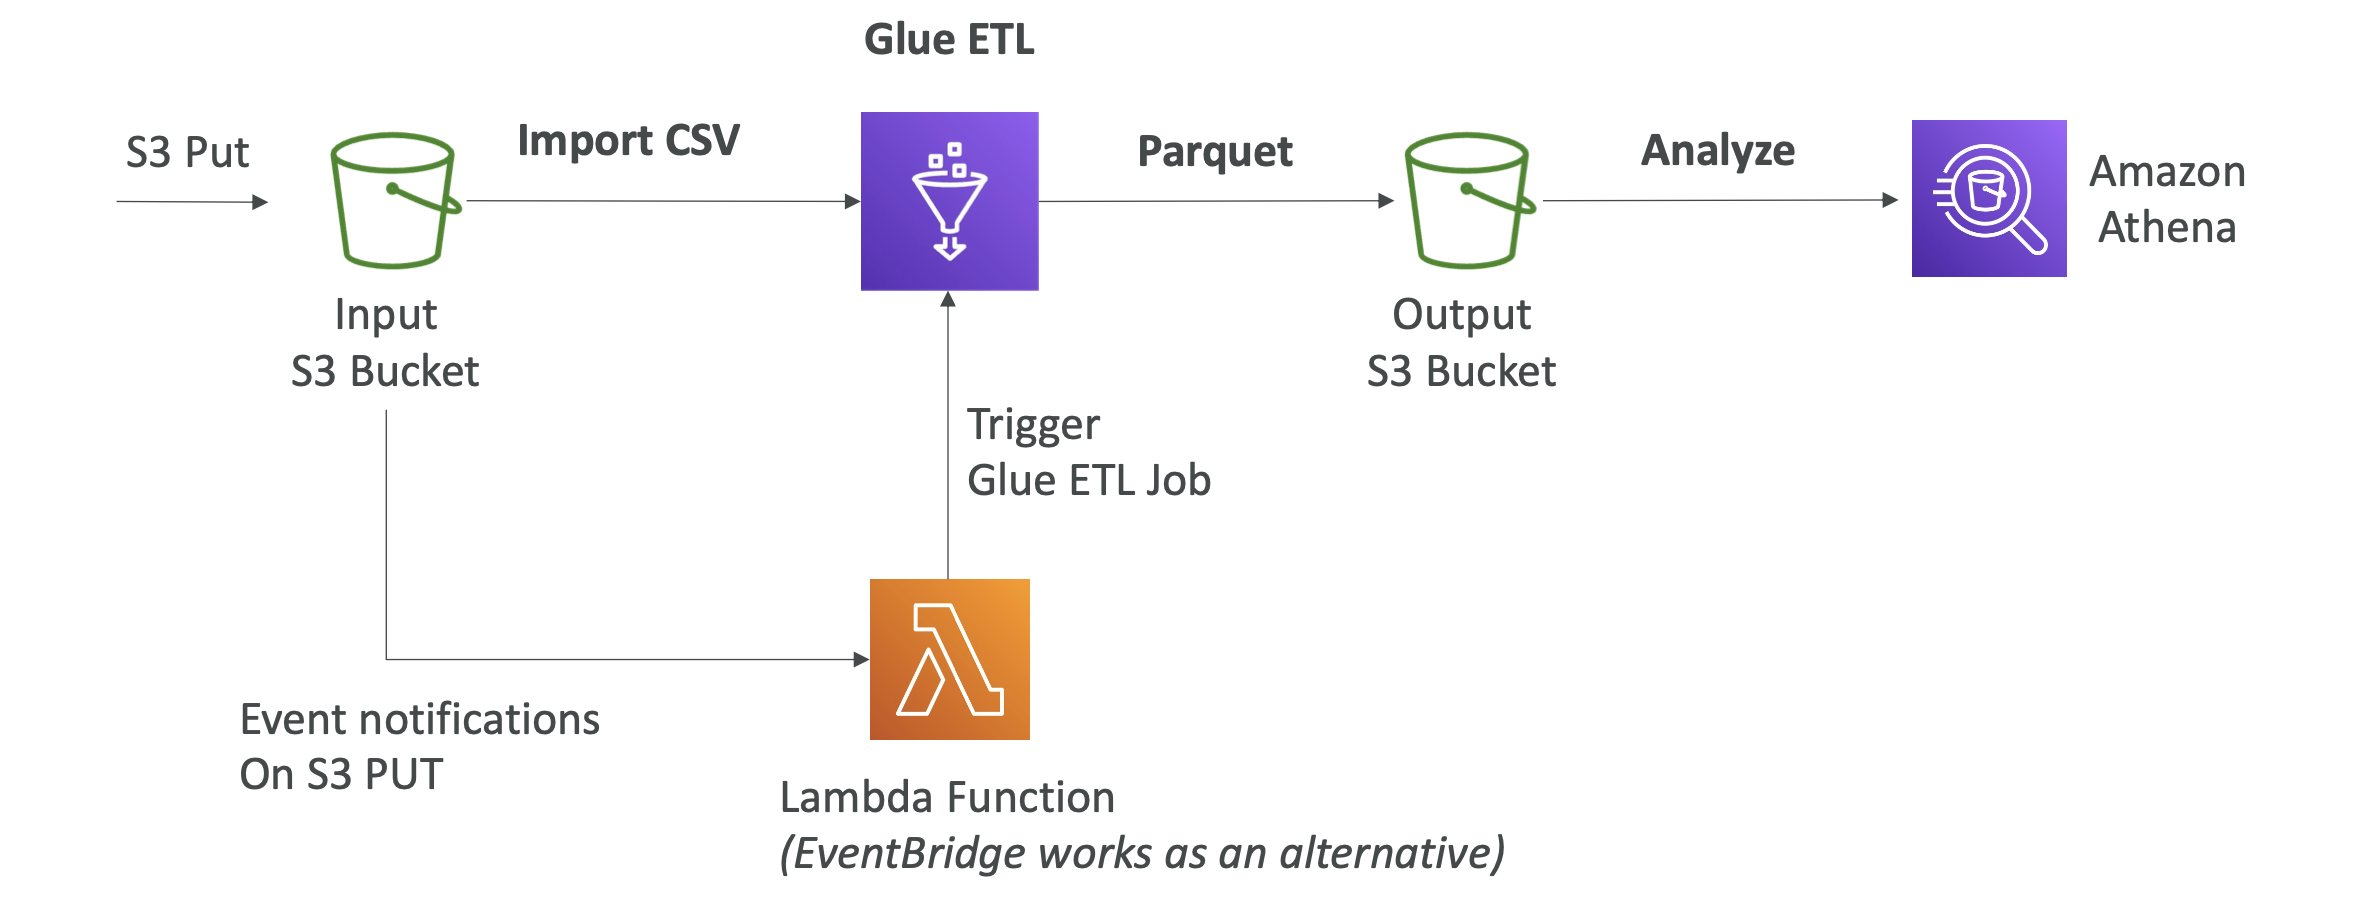 Glue ETL
S3 Put
Import CSV
Parquet
Analyze
Amazon
Athena
Input
S3 Bucket
Output
S3 Bucket
Trigger
Glue ETL Job
Event notifications
On S3 PUT
Lambda Function
(EventBridge works as an alternative)